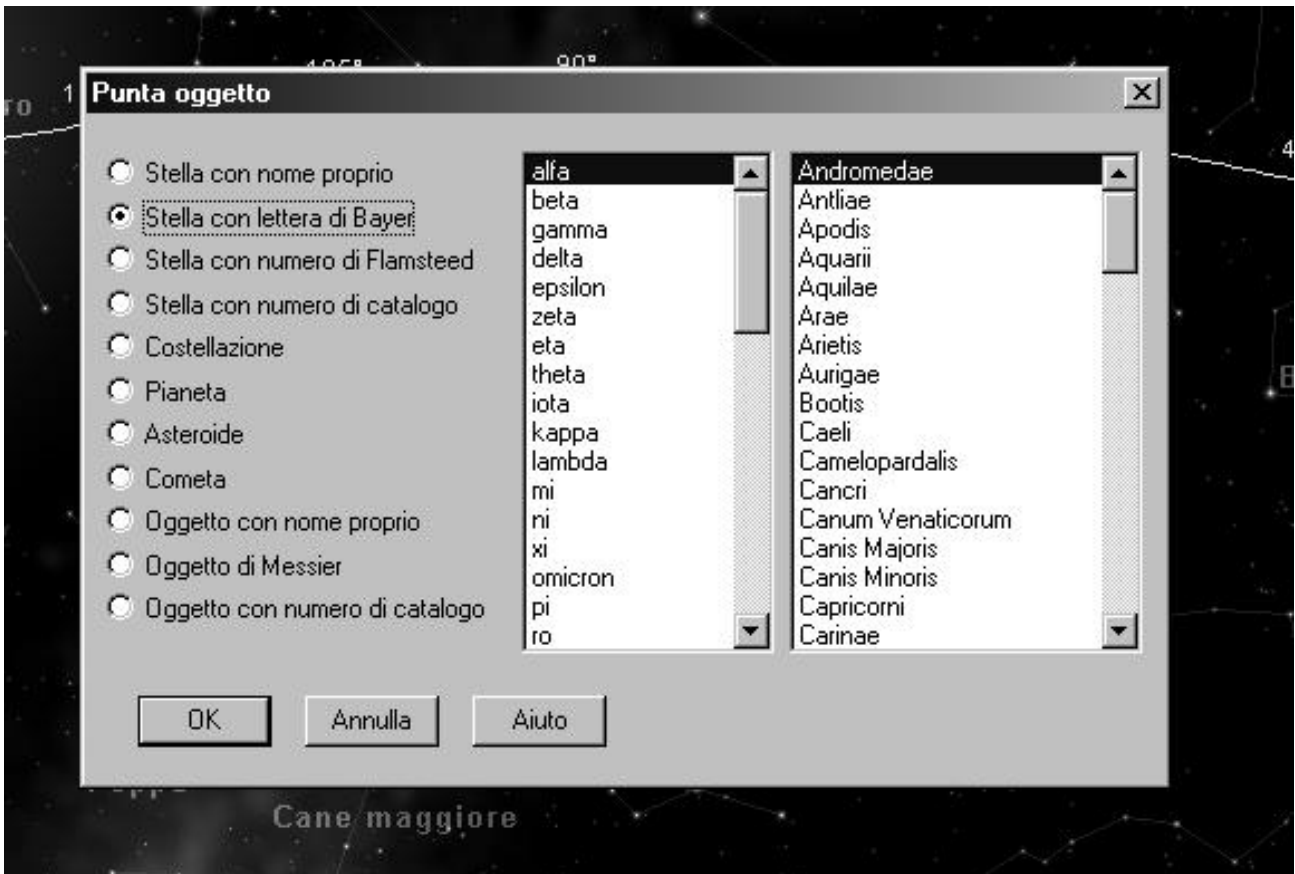 90°
Punta oggetto
Stella con nome proprio
Stella con lettera di Bayer
Stella con numero di Flamsteed
Stella con numero di catalogo
Costellazione
Pianeta
Asteroide
Cometa
Oggetto con nome proprio
Oggetto di Messier
Oggetto con numero di catalogo
alfa
beta
gamma
delta
epsilon
zeta
eta
theta
iota
kappa
lambda
mi
ni
xi
omicron
pi
ro
Andromedae
Antliae
Apodis
Aquarii
Aquilae
Arae
Arietis
Aurigae
Bootis
Caeli
Camelopardalis
Cancri
Canum Venaticorum
Canis Majoris
Canis Minoris
Capricorni
Carinae
OK
Annulla
Aiuto
Cane maggiore